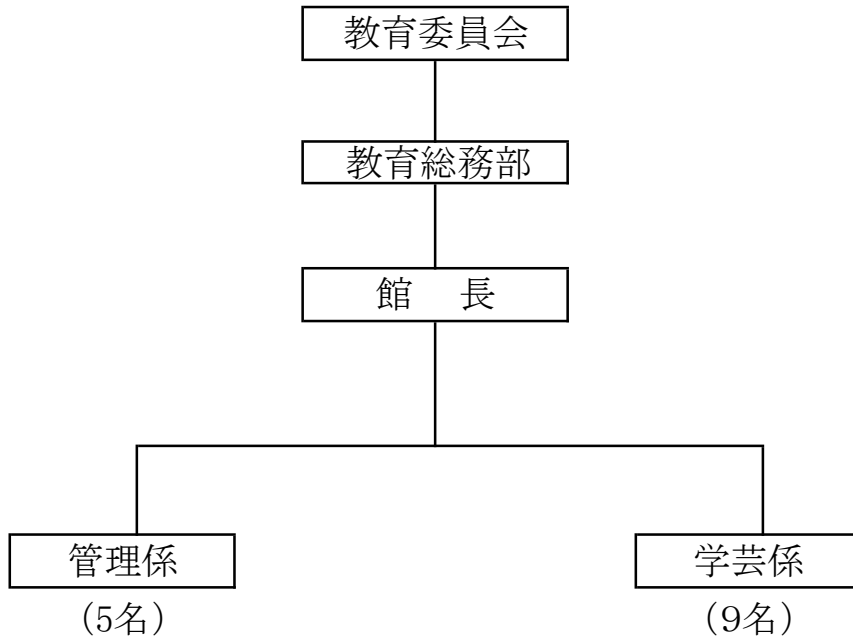 教育委員会
教育総務部
館　長
管理係
学芸係
（5名）
（9名）